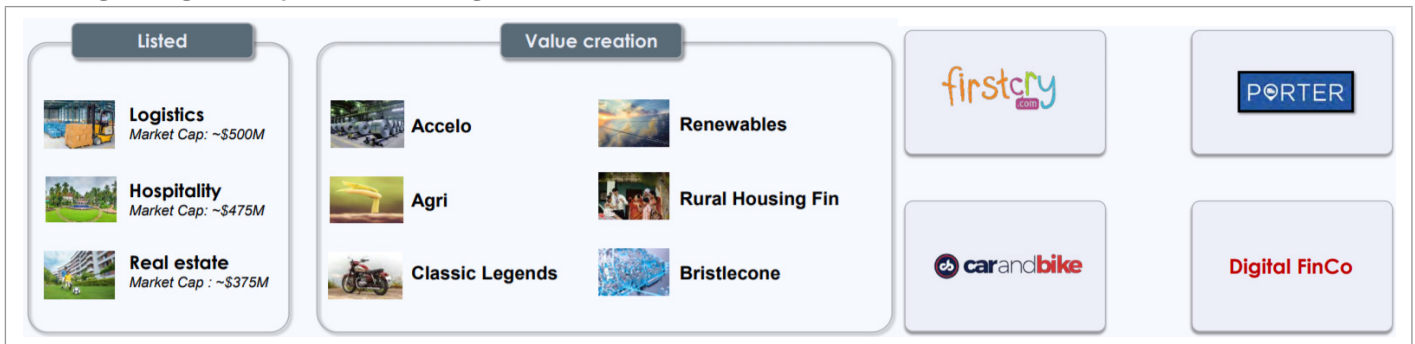 Listed
Logistics
Market Cap: ~$500M
Hospitality
Market Cap: ~$475M
Real estate
Market Cap : ~$375M
Value creation
Accelo
Renewables
Agri
Rural Housing Fin
Classic Legends
Bristlecone
firstcry
.com
PORTER
cb carandbike
Digital FinCo